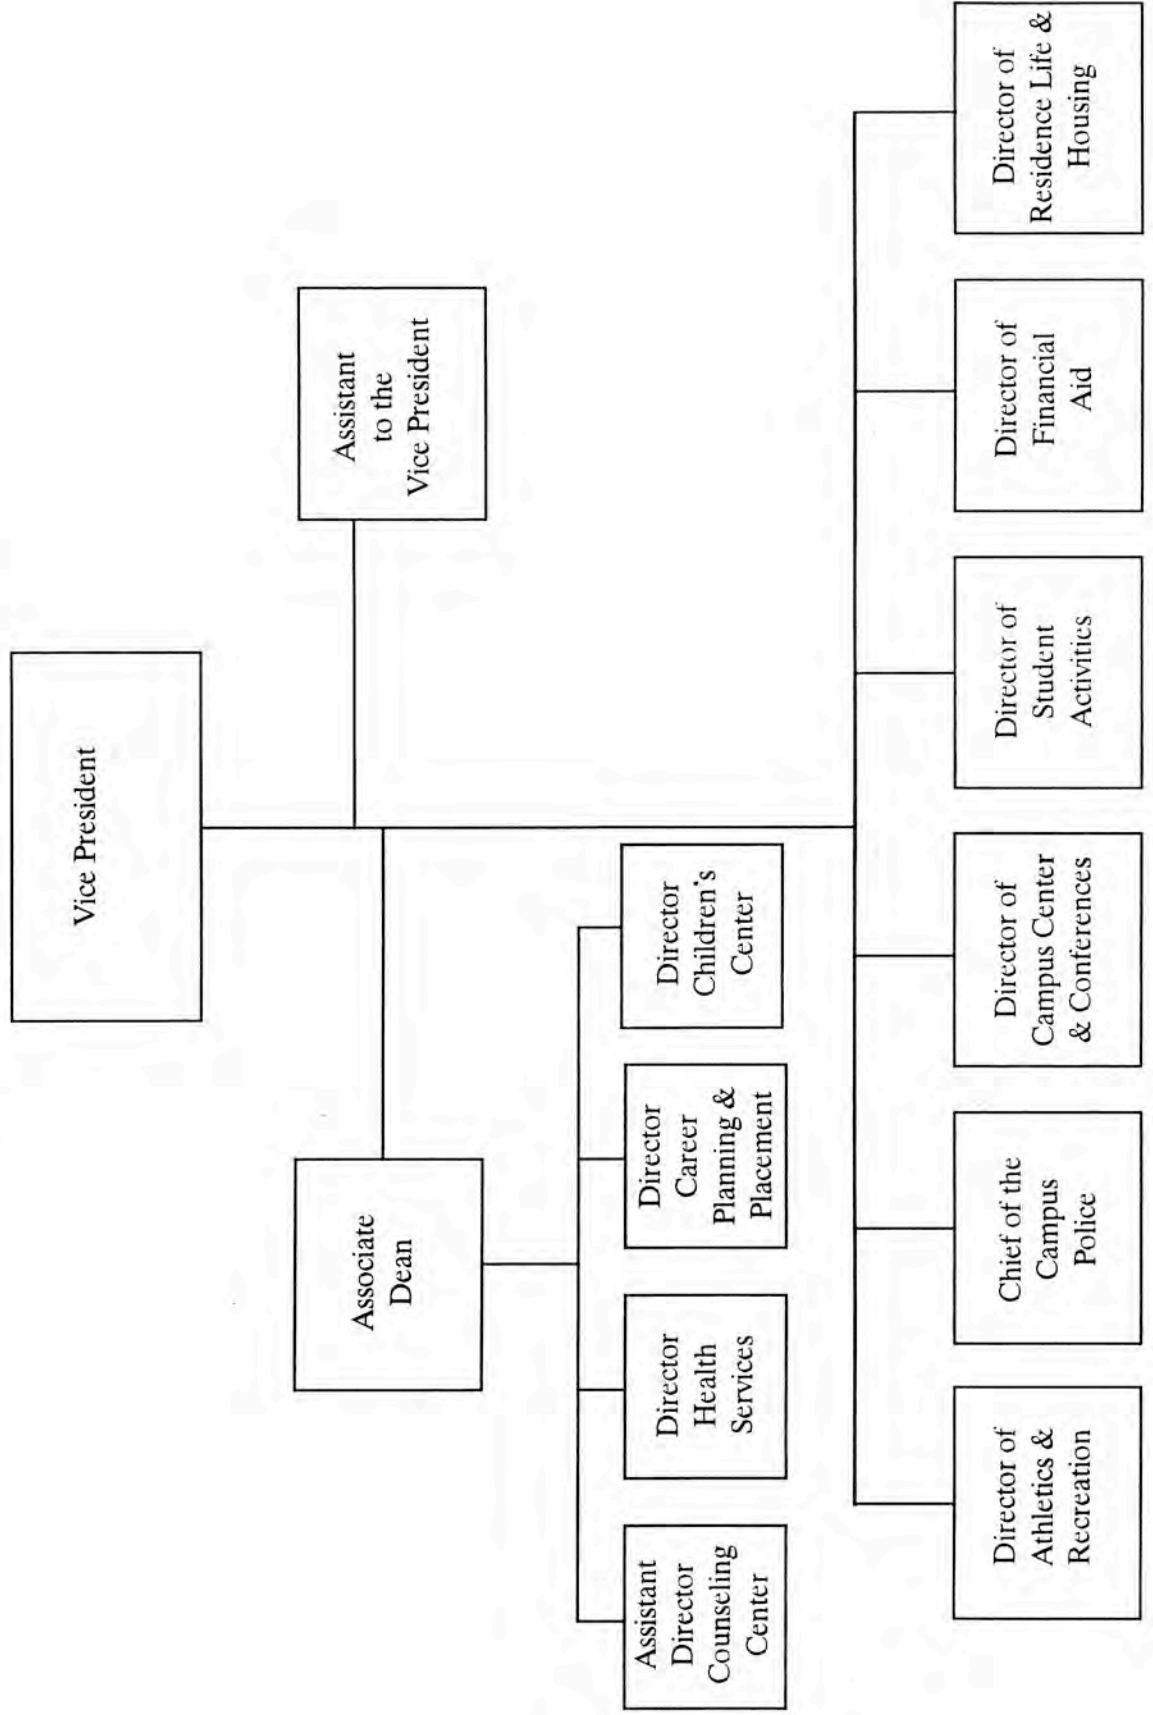 Vice President
Assistant
to the
Vice President
Associate
Dean
Assistant
Director
Counseling
Center
Director
Health
Services
Director
Career
Planning &
Placement
Director
Children's
Center
Director of
Athletics &
Recreation
Chief of the
Campus
Police
Director of
Campus Center
& Conferences
Director of
Student
Activities
Director of
Financial
Aid
Director of
Residence Life &
Housing